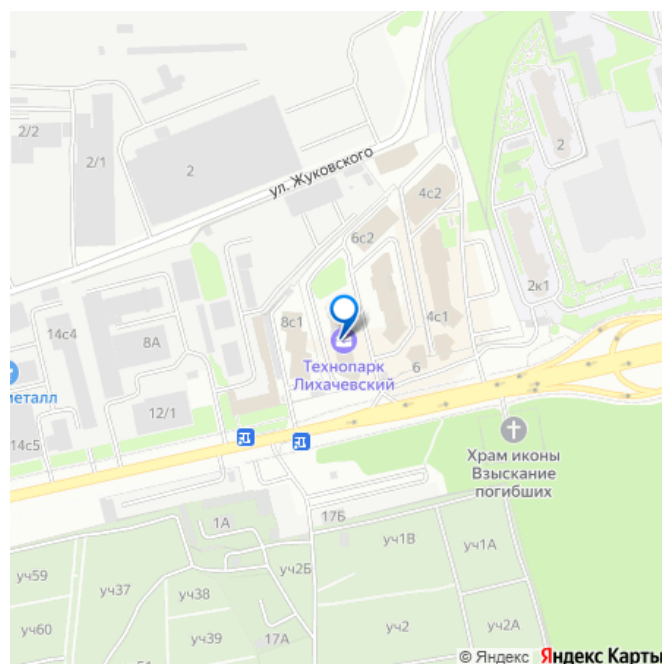 2/2
2/1
2
ул. Жуковского
2
4с2
6с2
2к1
14с4
8А
8с1
4с1
Технопарк
Лихачевский
6
металл
12/1
14с5
Храм иконы
Взыскание
погибших
17Б
1А
уч1В
уч1А
уч59
уч37
уч38
уч2Б
уч60
уч39
17А
уч2
уч2А
© Яндекс Яндекс Карты